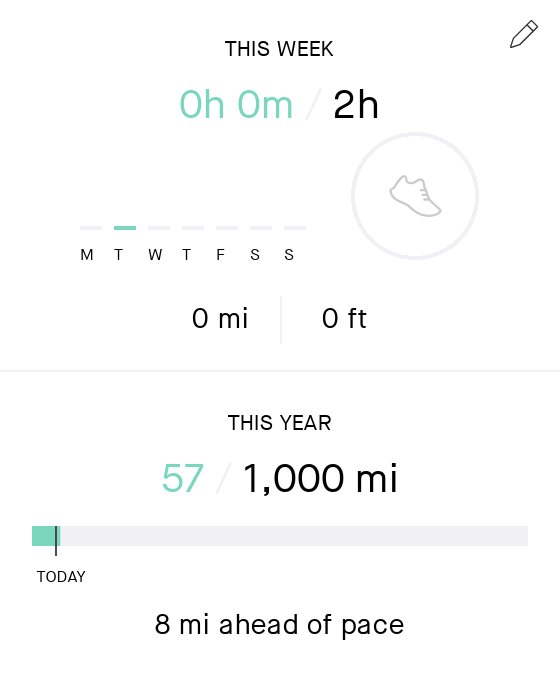 THIS WEEK
0h 0m / 2h
M T W T F S S
0 mi 0 ft
THIS YEAR
57 / 1,000 mi
TODAY
8 mi ahead of pace